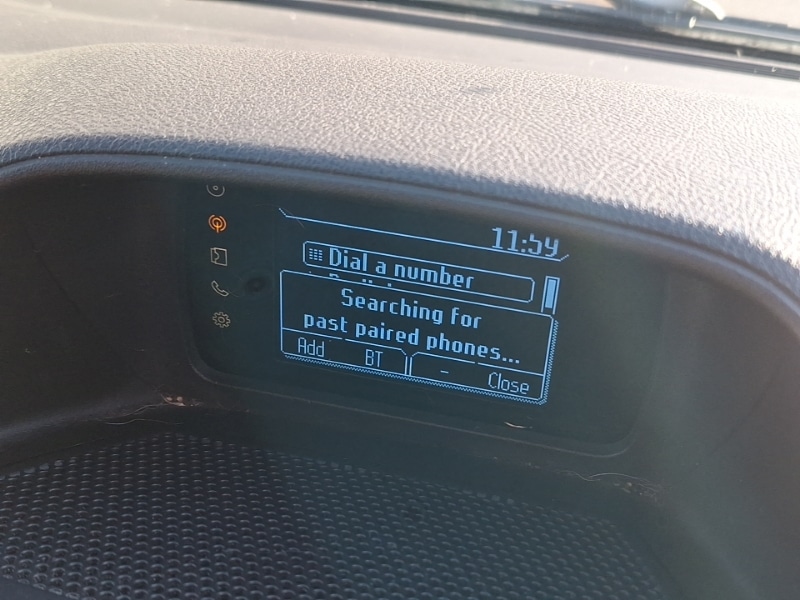 11:59
Dial a number
Searching for
past paired phones...
Add BT - Close